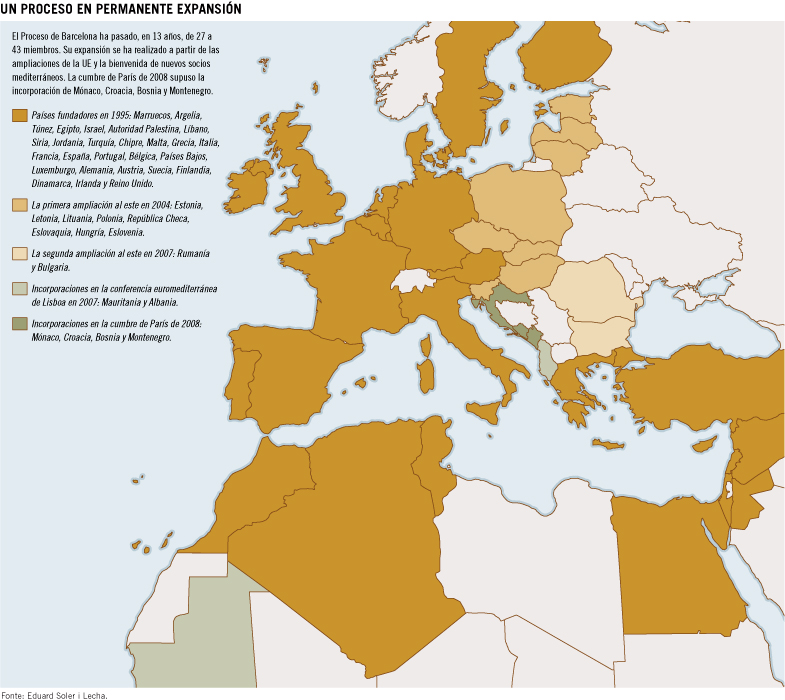 UN PROCESO EN PERMANENTE EXPANSIÓN
El Proceso de Barcelona ha pasado, en 13 años, de 27 a
43 miembros. Su expansión se ha realizado a partir de las
ampliaciones de la UE y la bienvenida de nuevos socios
mediterráneos. La cumbre de París de 2008 supuso la
incorporación de Mónaco, Croacia, Bosnia y Montenegro.
Países fundadores en 1995: Marruecos, Argelia,
Túnez, Egipto, Israel, Autoridad Palestina, Líbano,
Siria, Jordania, Turquía, Chipre, Malta, Grecia, Italia,
Francia, España, Portugal, Bélgica, Países Bajos,
Luxemburgo, Alemania, Austria, Suecia, Finlandia,
Dinamarca, Irlanda y Reino Unido.
La primera ampliación al este en 2004: Estonia,
Letonia, Lituania, Polonia, República Checa,
Eslovaquia, Hungría, Eslovenia.
La segunda ampliación al este en 2007: Rumanía
y Bulgaria.
Incorporaciones en la conferencia euromediterránea
de Lisboa en 2007: Mauritania y Albania.
Incorporaciones en la cumbre de París de 2008:
Mónaco, Croacia, Bosnia y Montenegro.
Fonte: Eduard Soler i Lecha.